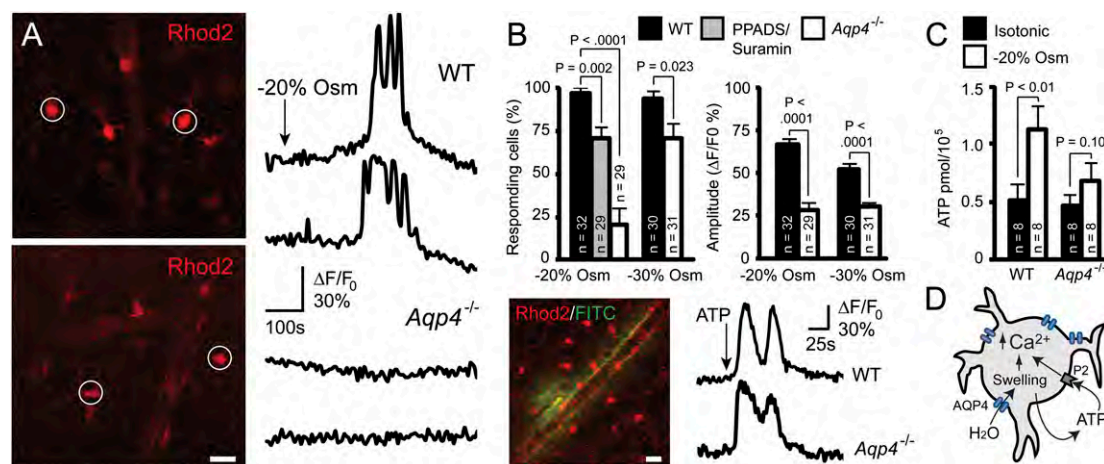 A
Rhod2
Rhod2
-20% Osm
WT
ΔF/F0
30%
100s
Aqp4-/-
B
WT
PPADS/
Suramin
Aqp4-/-
P < .0001
P = 0.002
P = 0.023
Respomding cells (%)
100
75
50
25
0
n = 32
n = 29
n = 29
n = 30
n = 31
-20% Osm
-30% Osm
Amplitude (ΔF/F0 %)
100
75
50
25
0
P <
.0001
P <
.0001
n = 32
n = 29
n = 30
n = 31
-20% Osm
-30% Osm
Rhod2/FITC
ATP
ΔF/F0
30%
25s
WT
Aqp4-/-
C
Isotonic
-20% Osm
ATP pmol/10^5
2.0
1.5
1.0
0.5
0
P < 0.01
P = 0.10
n = 8
n = 8
n = 8
n = 8
WT
Aqp4-/-
D
Ca2+
Swelling
P2
AQP4
H2O
ATP